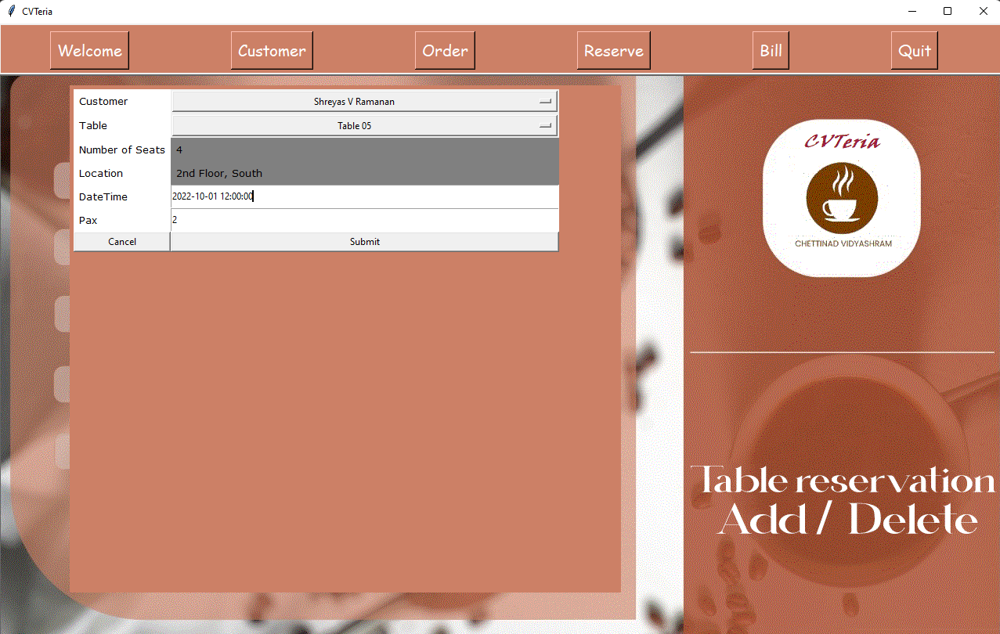 CVTeria
Welcome Customer Order Reserve Bill Quit
Customer Shreyas V Ramanan
Table Table 05
Number of Seats 4
Location 2nd Floor, South
DateTime 2022-10-01 12:00:00
Pax 2
Cancel Submit
CVTeria
CHETTINAD VIDYASHRAM
Table reservation
Add / Delete